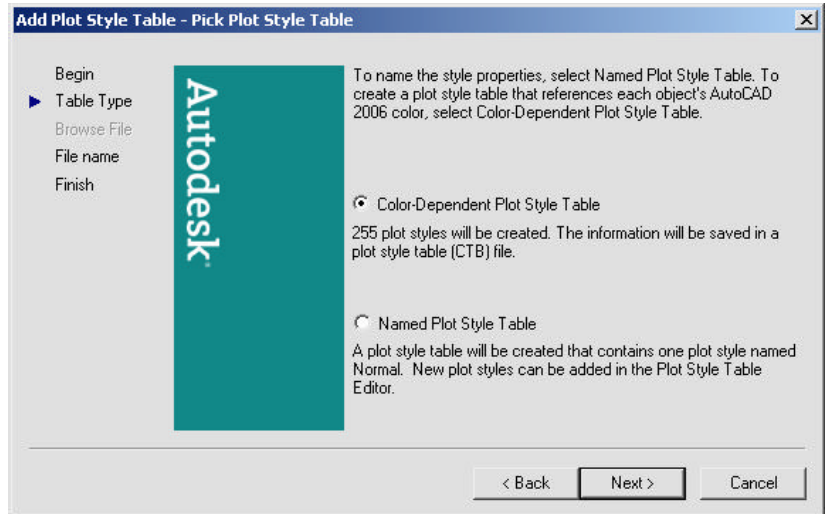 Add Plot Style Table - Pick Plot Style Table
Begin
Table Type
Browse File
File name
Finish
Autodesk
To name the style properties, select Named Plot Style Table. To
create a plot style table that references each object's AutoCAD
2006 color, select Color-Dependent Plot Style Table.
Color-Dependent Plot Style Table
255 plot styles will be created. The information will be saved in a
plot style table (CTB) file.
Named Plot Style Table
A plot style table will be created that contains one plot style named
Normal. New plot styles can be added in the Plot Style Table
Editor.
< Back
Next >
Cancel